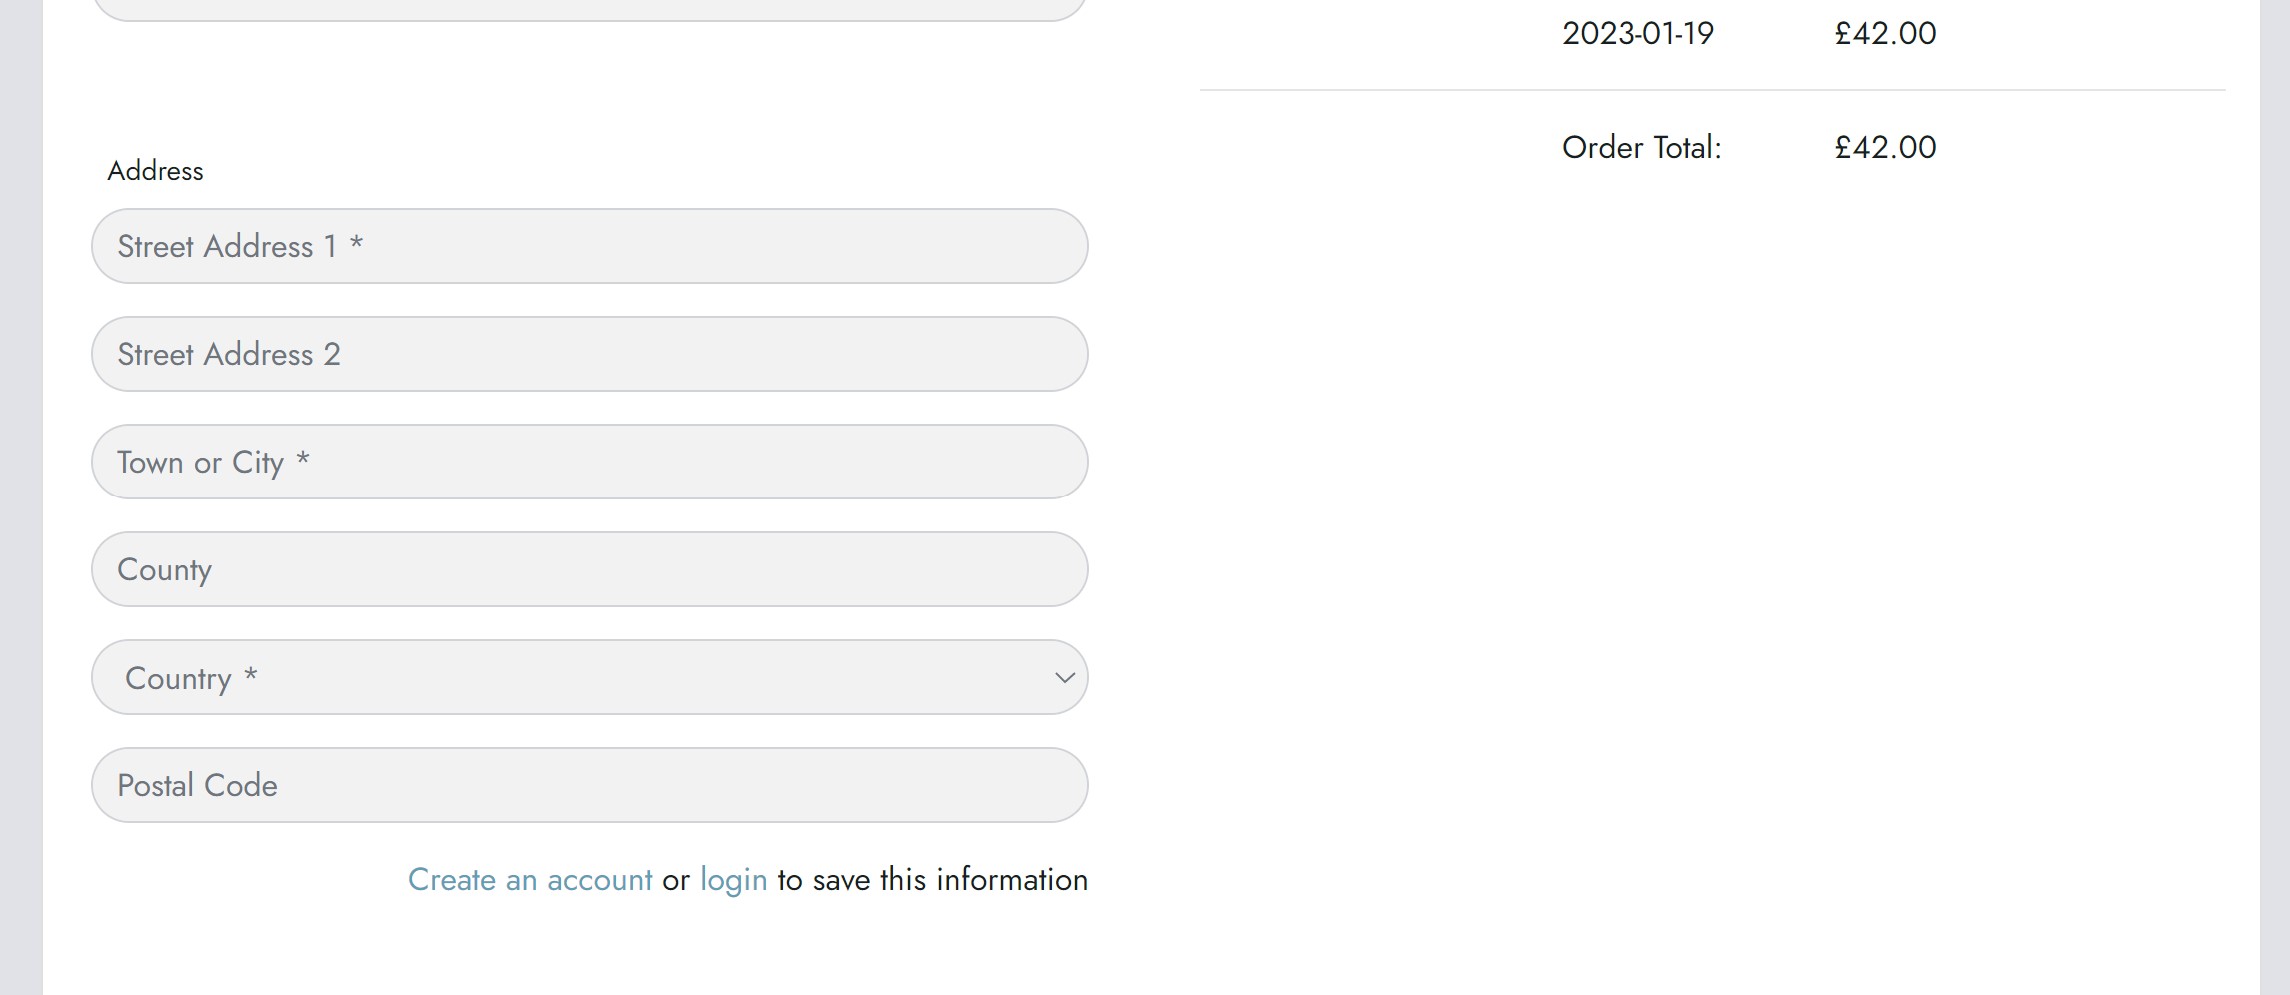 2023-01-19 £42.00
Order Total: £42.00
Address
Street Address 1 *
Street Address 2
Town or City *
County
Country *
Postal Code
Create an account or login to save this information